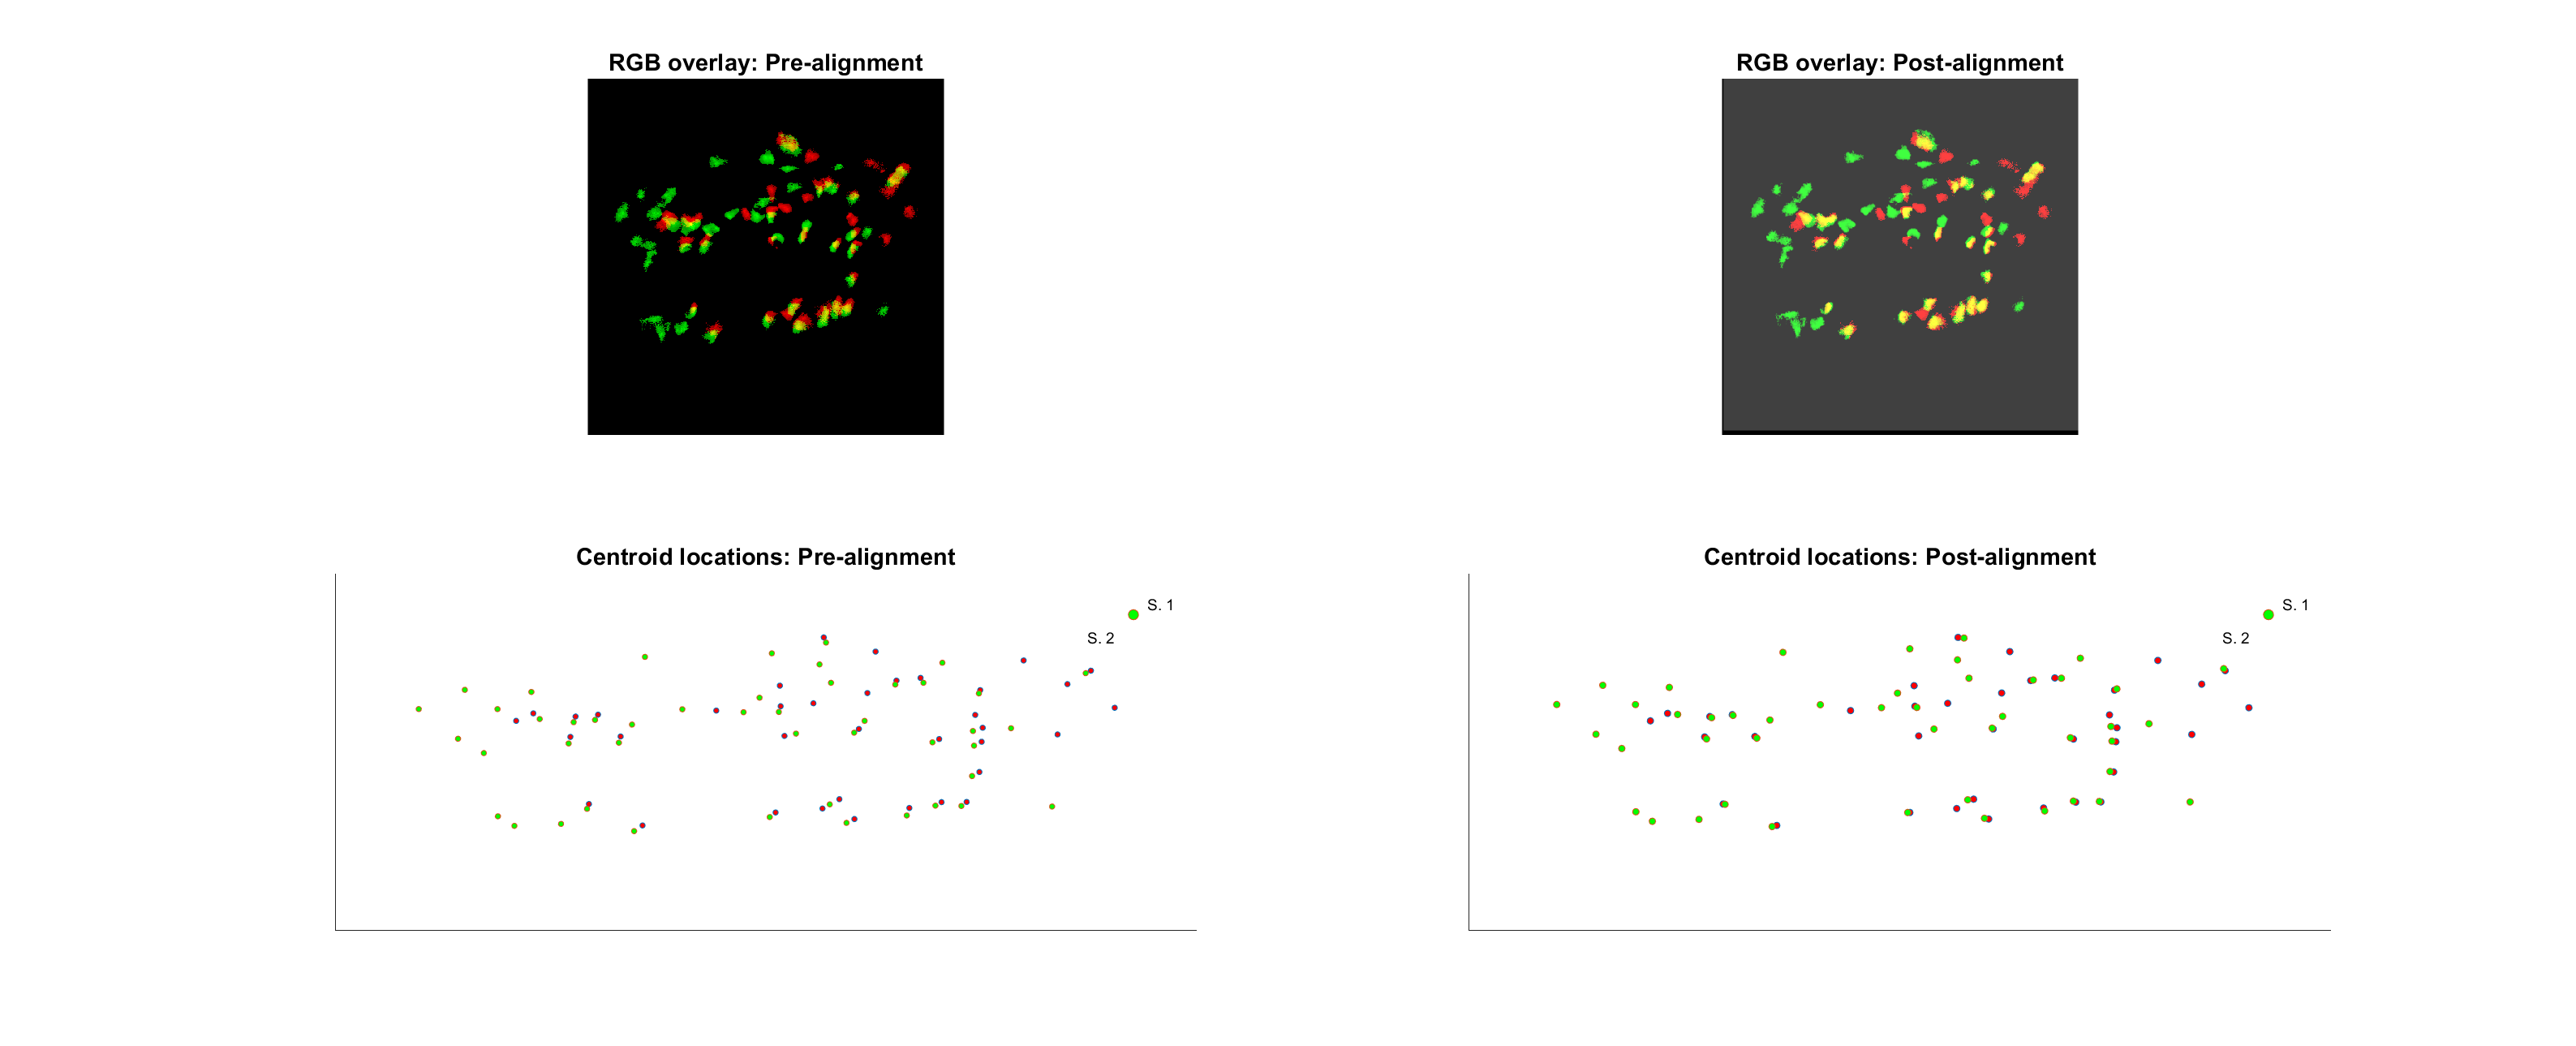 RGB overlay: Pre-alignment
RGB overlay: Post-alignment
Centroid locations: Pre-alignment
S. 1
S. 2
Centroid locations: Post-alignment
S. 1
S. 2